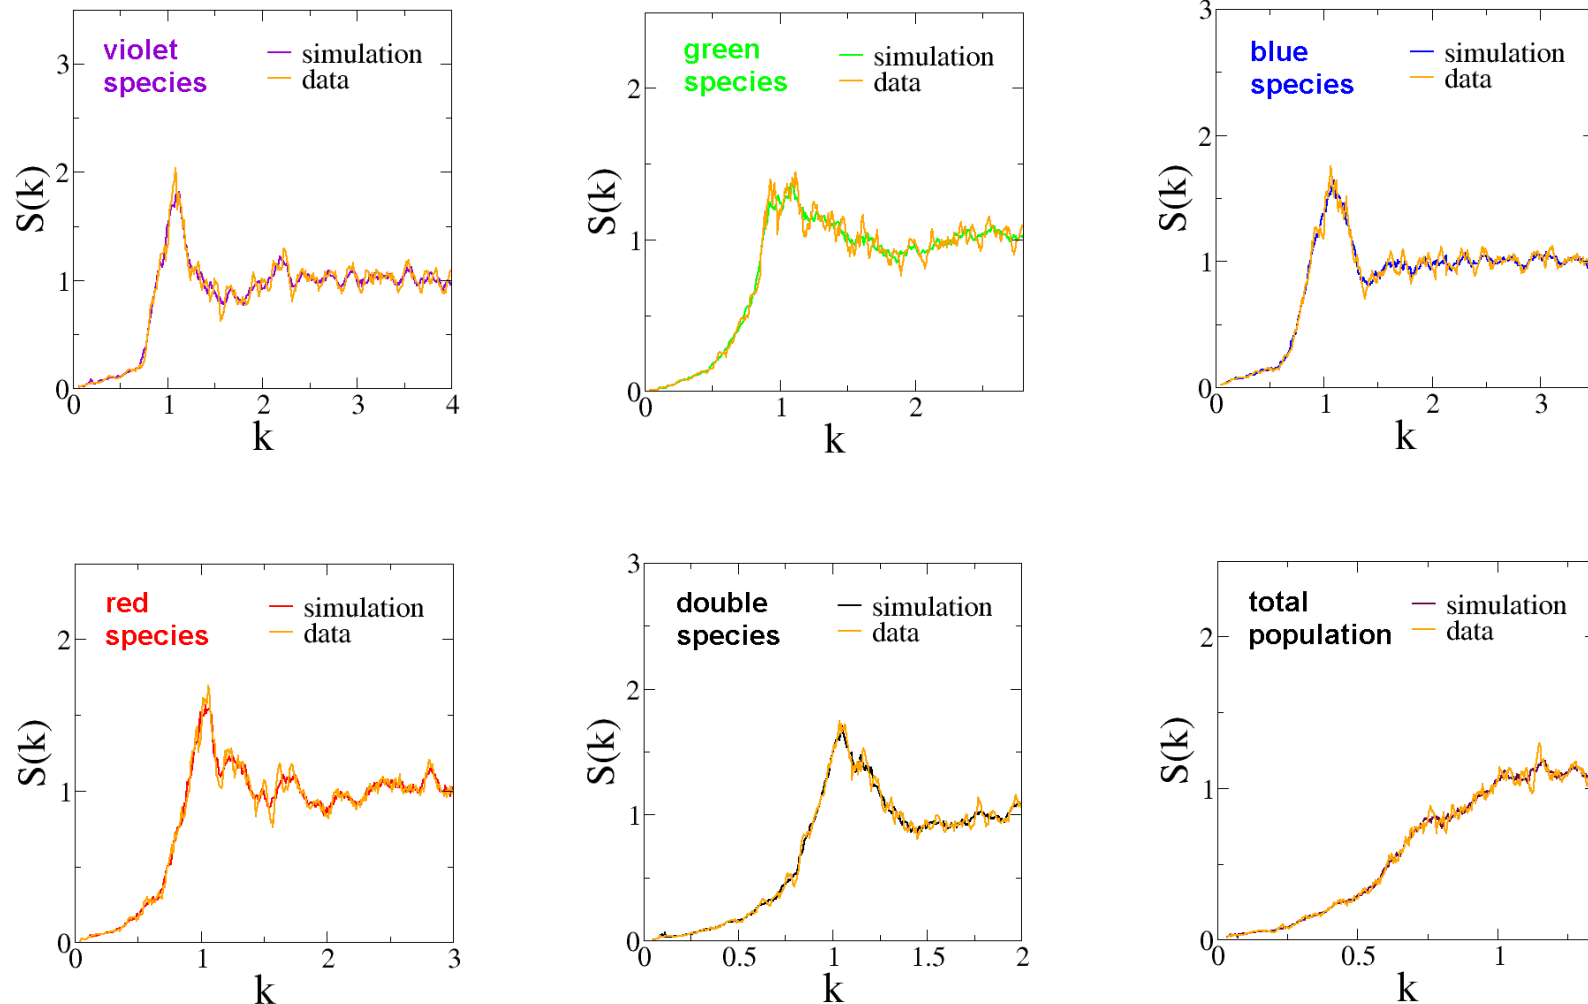 violet
species
simulation
data
3
2
1
0
S(k)
0
1
2
3
4
k
green
species
simulation
data
2
1
0
S(k)
0
1
2
k
blue
species
simulation
data
3
2
1
0
S(k)
0
1
2
3
k
red
species
simulation
data
2
1
0
S(k)
0
1
2
3
k
double
species
simulation
data
3
2
1
0
S(k)
0
0.5
1
1.5
2
k
total
population
simulation
data
2
1
0
S(k)
0
0.5
1
k